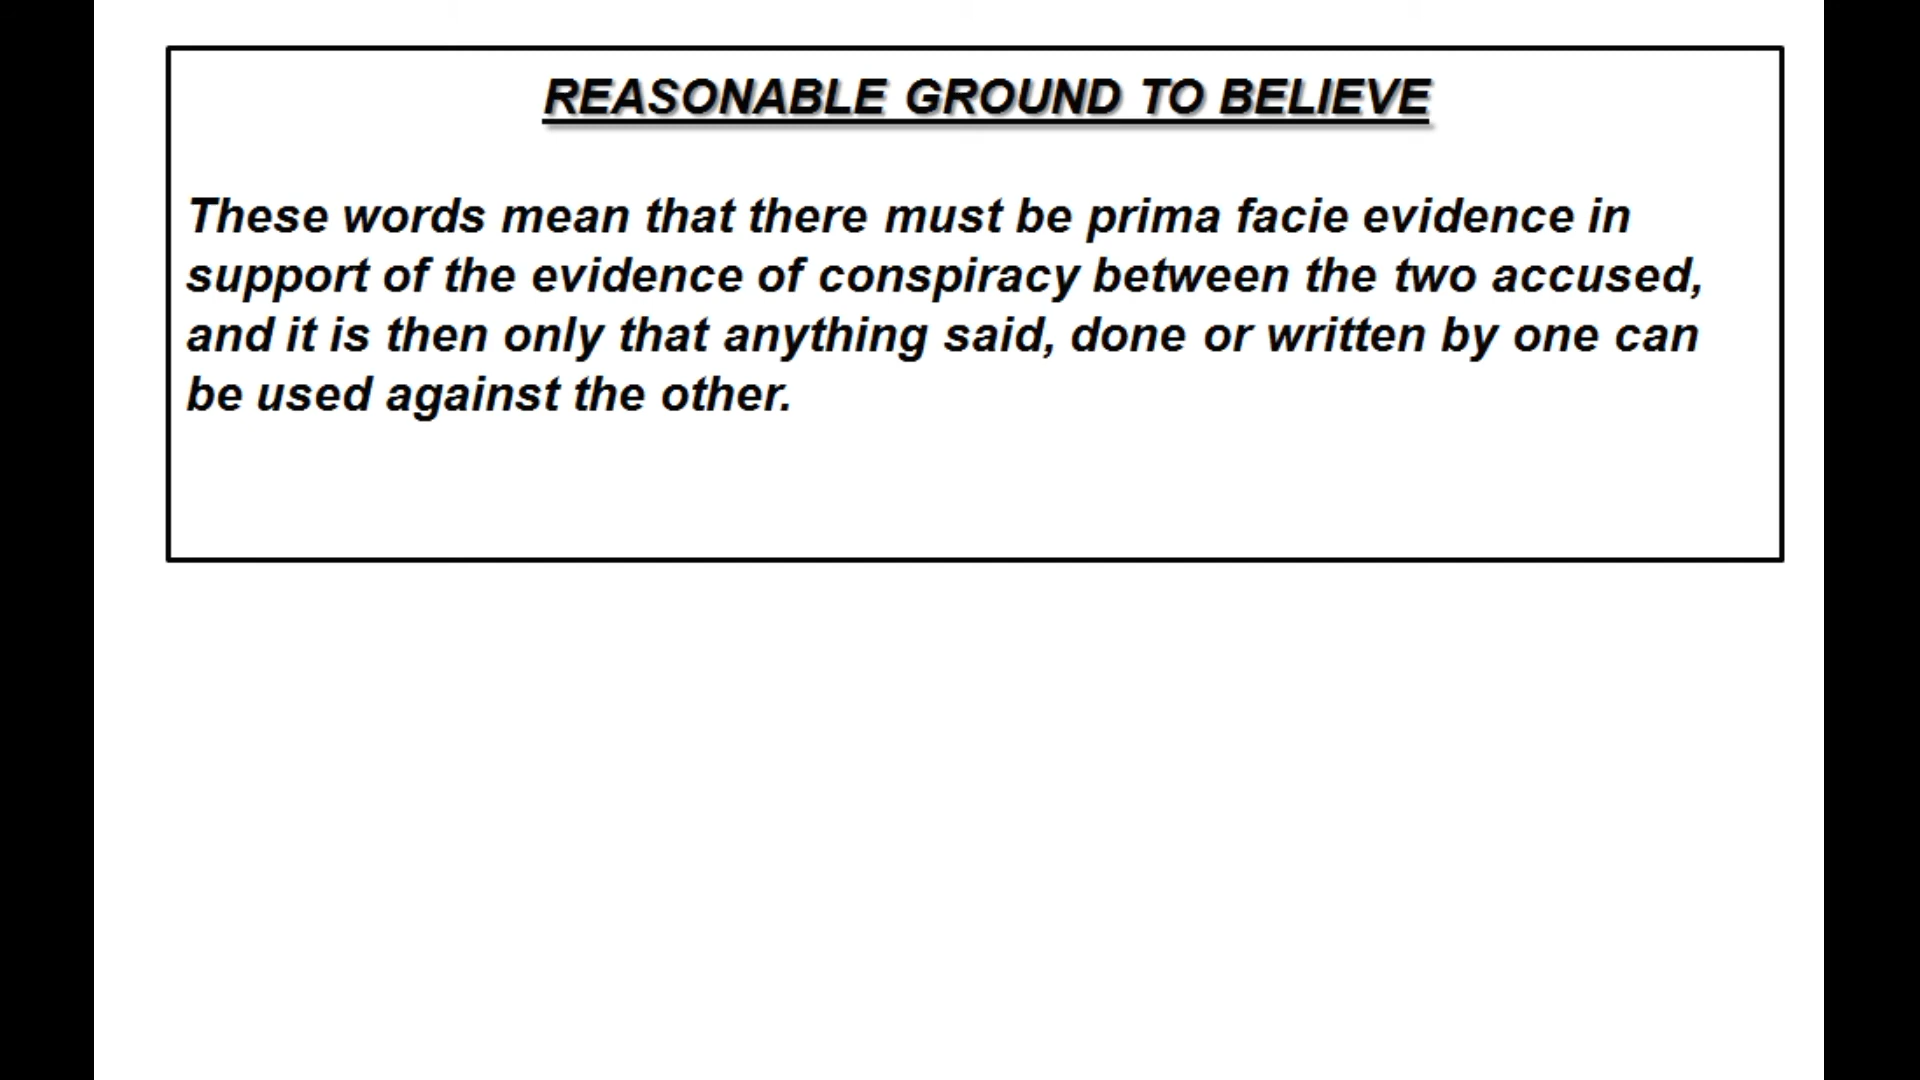 REASONABLE GROUND TO BELIEVE
These words mean that there must be prima facie evidence in
support of the evidence of conspiracy between the two accused,
and it is then only that anything said, done or written by one can
be used against the other.